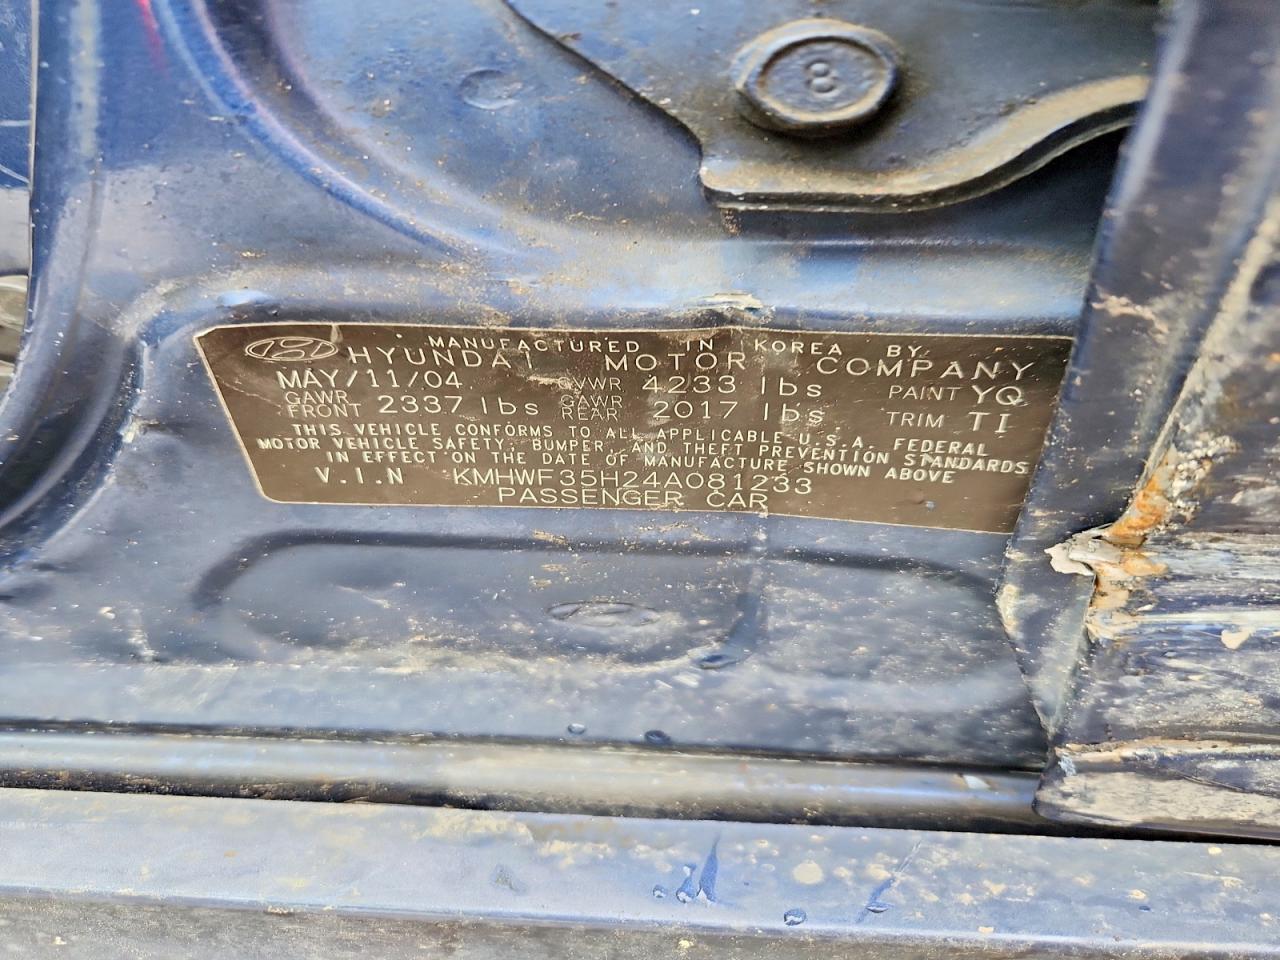 8
MANUFACTURED IN KOREA BY
HYUNDAI MOTOR COMPANY
MAY/11/04 GVWR 4233 lbs PAINT YQ
GAWR FRONT 2337 lbs GAWR REAR 2017 lbs TRIM TI
THIS VEHICLE CONFORMS TO ALL APPLICABLE U.S.A. FEDERAL
MOTOR VEHICLE SAFETY, BUMPER, AND THEFT PREVENTION STANDARDS
IN EFFECT ON THE DATE OF MANUFACTURE SHOWN ABOVE
V.I.N KMHWF35H24A081233
PASSENGER CAR